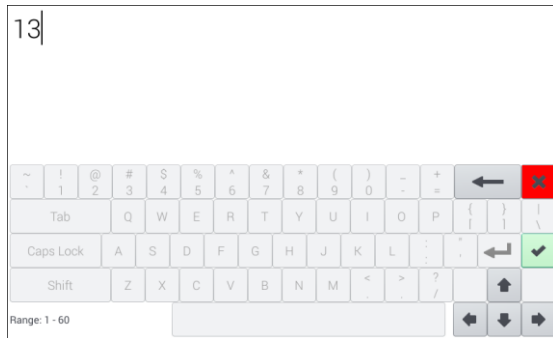 13
~ ! @ # $ % ^ & * ( ) _ +
` 1 2 3 4 5 6 7 8 9 0 - =
Tab Q W E R T Y U I O P { } |
[ ] \
Caps Lock A S D F G H J K L : "
; '
Shift Z X C V B N M < > ?
, . /
Range: 1 - 60